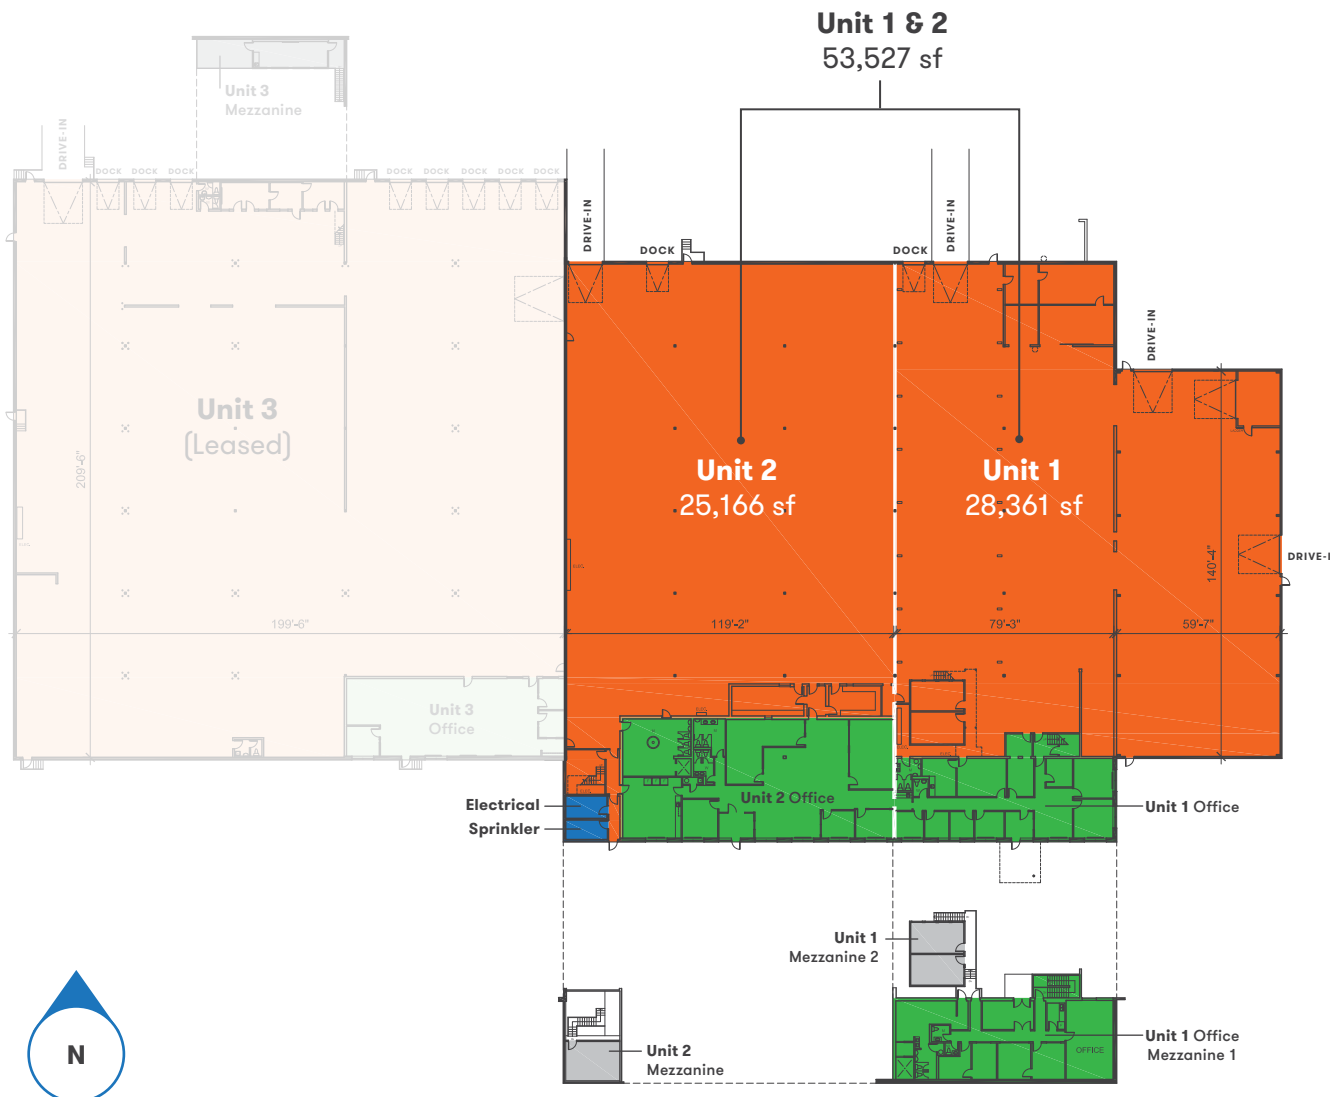 Unit 1 & 2
53,527 sf
Unit 3
Mezzanine
DRIVE-IN
DOCK
DOCK
DOCK
DOCK
DOCK
DOCK
DOCK
DOCK
DRIVE-IN
DOCK
DOCK
DRIVE-IN
DRIVE-IN
Unit 3
(Leased)
209'-6"
Unit 2
25,166 sf
Unit 1
28,361 sf
140'-4"
DRIVE-I
199'-6"
119'-2"
79'-3"
59'-7"
Unit 3
Office
Unit 2 Office
Electrical
Sprinkler
Unit 1 Office
Unit 1
Mezzanine 2
Unit 2
Mezzanine
OFFICE
Unit 1 Office
Mezzanine 1
N